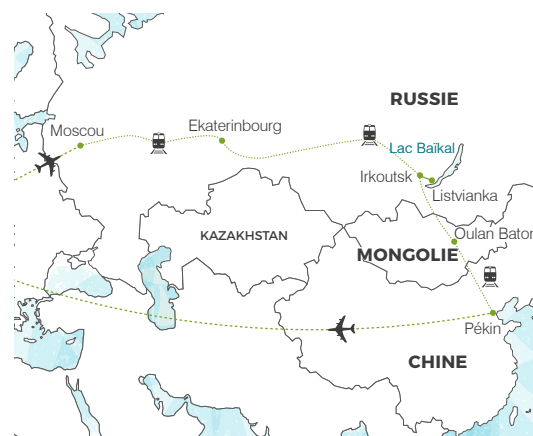 RUSSIE
Moscou
Ekaterinbourg
Lac Baïkal
Irkoutsk
Listvianka
KAZAKHSTAN
MONGOLIE
Oulan Bator
Pékin
CHINE